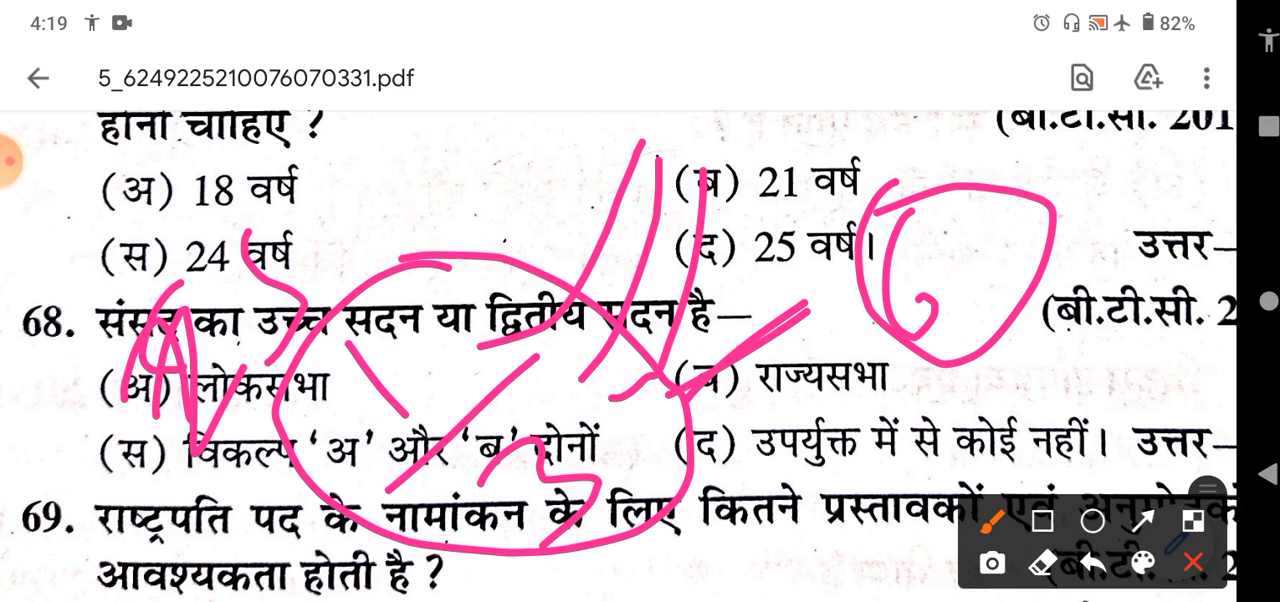 4:19 82%
5_6249225210076070331.pdf
होना चाहिए ? (बी.टी.सी. 201
(अ) 18 वर्ष (ब) 21 वर्ष
(स) 24 वर्ष (द) 25 वर्ष। उत्तर—
68. संसद का उच्च सदन या द्वितीय सदन है— (बी.टी.सी. 2
(अ) लोकसभा (ब) राज्यसभा
(स) विकल्प ‘अ’ और ‘ब’ दोनों (द) उपर्युक्त में से कोई नहीं। उत्तर—
69. राष्ट्रपति पद के नामांकन के लिए कितने प्रस्तावकों एवं
आवश्यकता होती है ?